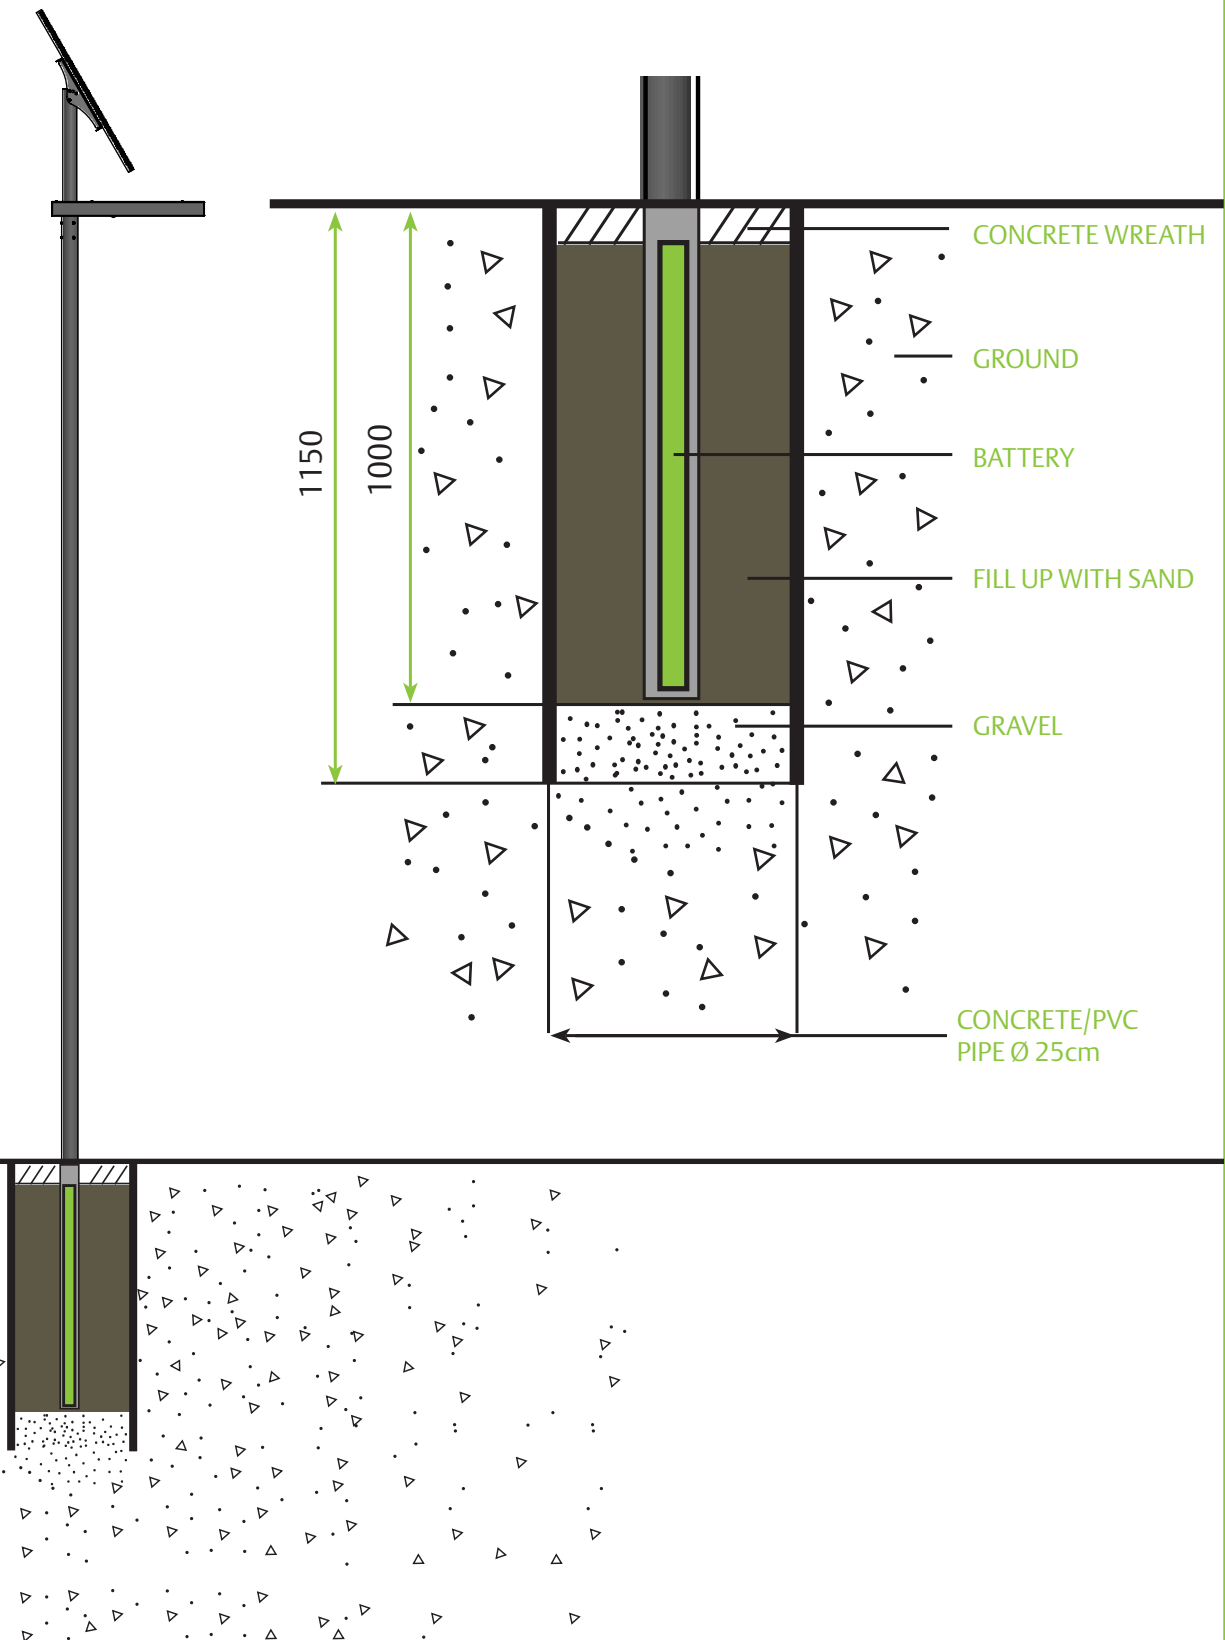 CONCRETE WREATH
GROUND
1150
1000
BATTERY
FILL UP WITH SAND
GRAVEL
CONCRETE/PVC
PIPE Ø 25cm